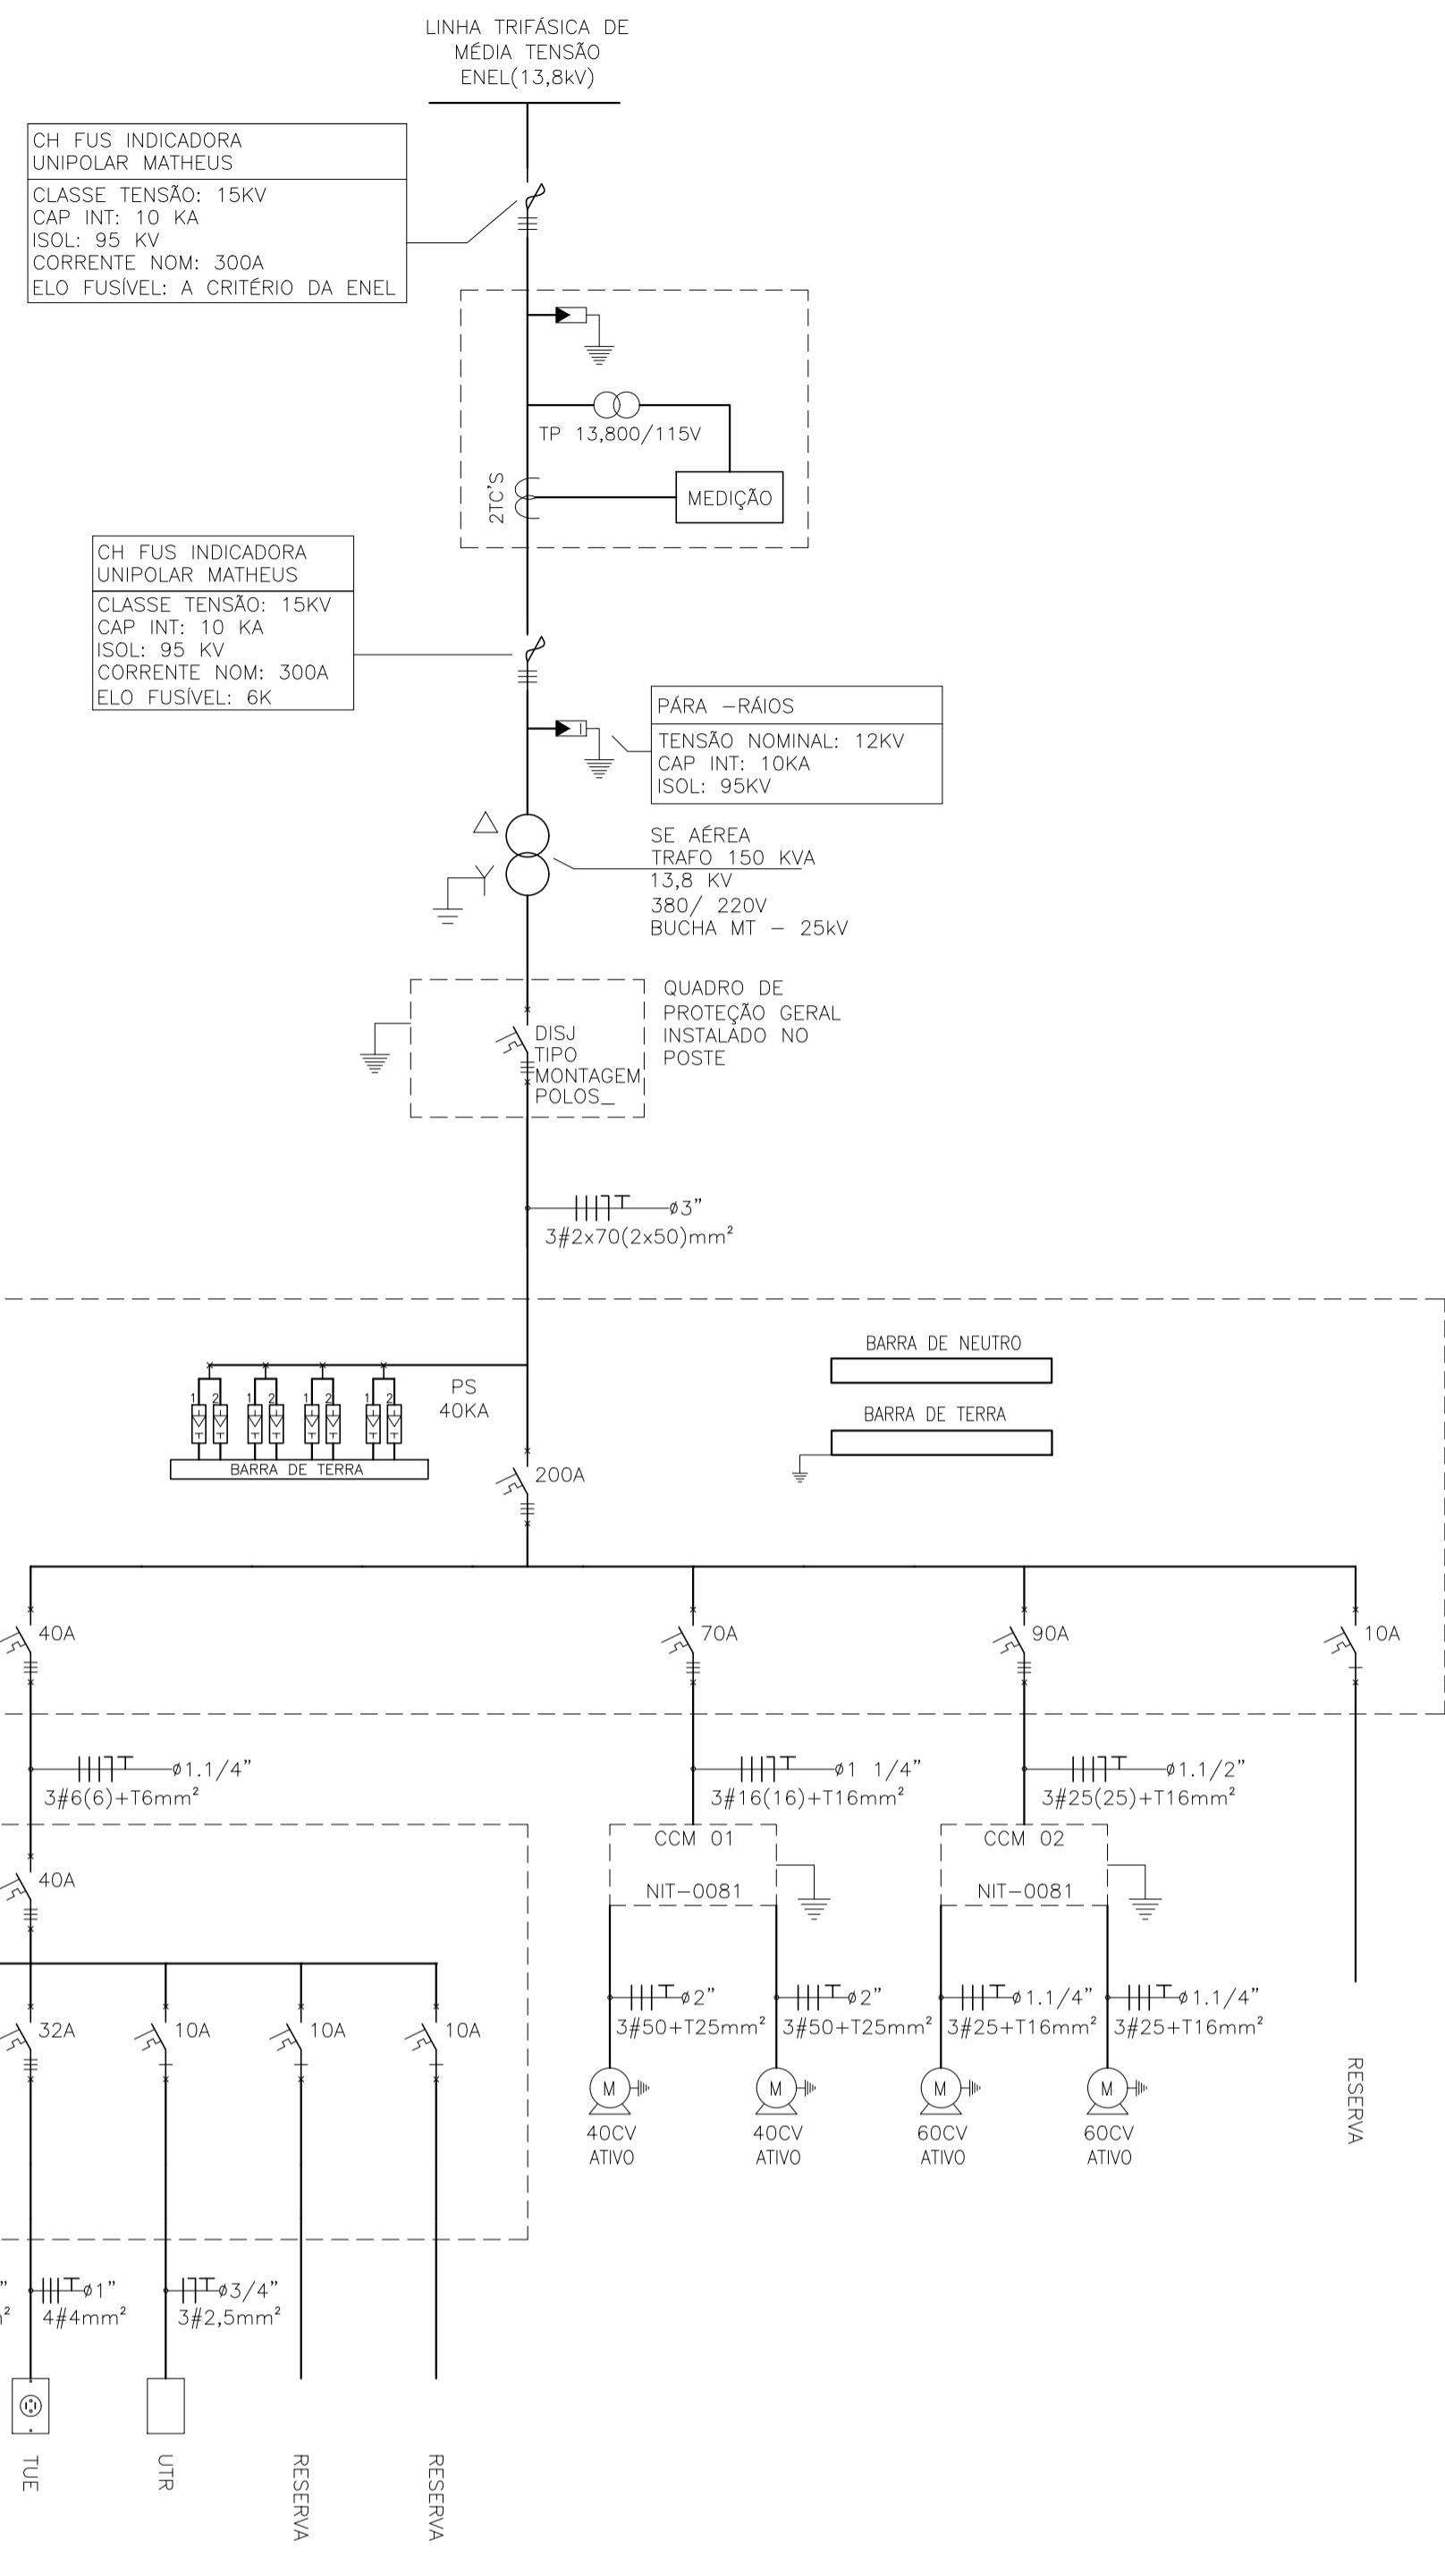 LINHA TRIFÁSICA DE
MÉDIA TENSÃO
ENEL(13,8kV)
CH FUS INDICADORA
UNIPOLAR MATHEUS
CLASSE TENSÃO: 15KV
CAP INT: 10 KA
ISOL: 95 KV
CORRENTE NOM: 300A
ELO FUSÍVEL: A CRITÉRIO DA ENEL
TP 13,800/115V
2TC'S
MEDIÇÃO
CH FUS INDICADORA
UNIPOLAR MATHEUS
CLASSE TENSÃO: 15KV
CAP INT: 10 KA
ISOL: 95 KV
CORRENTE NOM: 300A
ELO FUSÍVEL: 6K
PÁRA -RÁIOS
TENSÃO NOMINAL: 12KV
CAP INT: 10KA
ISOL: 95KV
SE AÉREA
TRAFO 150 KVA
13,8 KV
380/ 220V
BUCHA MT - 25kV
QUADRO DE
PROTEÇÃO GERAL
INSTALADO NO
POSTE
DISJ
TIPO
MONTAGEM
POLOS_
ø3"
3#2x70(2x50)mm²
BARRA DE NEUTRO
BARRA DE TERRA
PS
40KA
1 2 1 2 1 2 1 2
BARRA DE TERRA
200A
40A
70A
90A
10A
ø1.1/4"
3#6(6)+T6mm²
ø1 1/4"
3#16(16)+T16mm²
ø1.1/2"
3#25(25)+T16mm²
40A
CCM 01
NIT-0081
CCM 02
NIT-0081
32A
10A
10A
10A
ø2"
3#50+T25mm²
ø2"
3#50+T25mm²
ø1.1/4"
3#25+T16mm²
ø1.1/4"
3#25+T16mm²
M
M
M
M
40CV
ATIVO
40CV
ATIVO
60CV
ATIVO
60CV
ATIVO
RESERVA
ø1"
4#4mm²
ø3/4"
3#2,5mm²
TUE
UTR
RESERVA
RESERVA